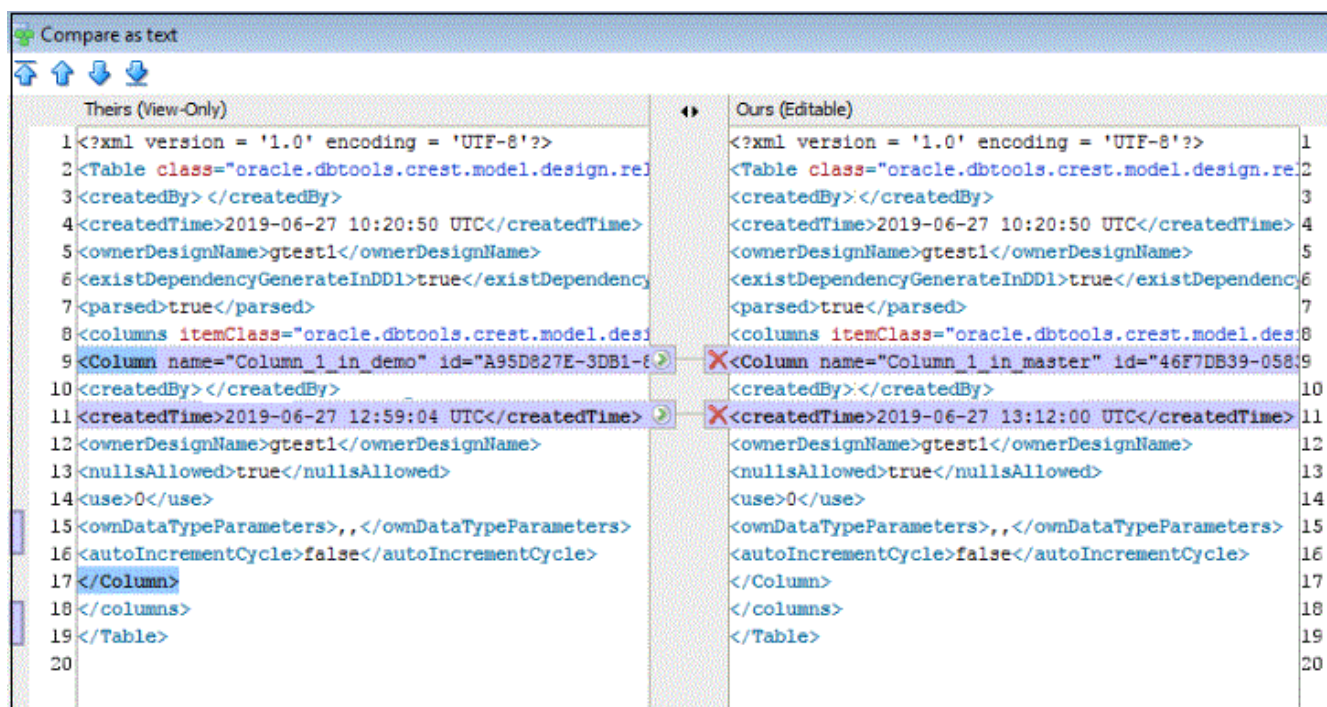 Compare as text
Theirs (View-Only)
1 <?xml version = '1.0' encoding = 'UTF-8'?>
2 <Table class="oracle.dbtools.crest.model.design.rel
3 <createdBy> </createdBy>
4 <createdTime>2019-06-27 10:20:50 UTC</createdTime>
5 <ownerDesignName>gtest1</ownerDesignName>
6 <existDependencyGenerateInDDl>true</existDependency
7 <parsed>true</parsed>
8 <columns itemClass="oracle.dbtools.crest.model.desi
9 <Column name="Column_1_in_demo" id="A95D827E-3DB1-
10 <createdBy> </createdBy>
11 <createdTime>2019-06-27 12:59:04 UTC</createdTime>
12 <ownerDesignName>gtest1</ownerDesignName>
13 <nullsAllowed>true</nullsAllowed>
14 <use>0</use>
15 <ownDataTypeParameters>,,</ownDataTypeParameters>
16 <autoIncrementCycle>false</autoIncrementCycle>
17 </Column>
18 </columns>
19 </Table>
20
Ours (Editable)
<?xml version = '1.0' encoding = 'UTF-8'?> 1
<Table class="oracle.dbtools.crest.model.design.re 2
<createdBy> </createdBy> 3
<createdTime>2019-06-27 10:20:50 UTC</createdTime> 4
<ownerDesignName>gtest1</ownerDesignName> 5
<existDependencyGenerateInDDl>true</existDependency 6
<parsed>true</parsed> 7
<columns itemClass="oracle.dbtools.crest.model.des 8
<Column name="Column_1_in_master" id="46F7DB39-058 9
<createdBy> </createdBy> 10
<createdTime>2019-06-27 13:12:00 UTC</createdTime> 11
<ownerDesignName>gtest1</ownerDesignName> 12
<nullsAllowed>true</nullsAllowed> 13
<use>0</use> 14
<ownDataTypeParameters>,,</ownDataTypeParameters> 15
<autoIncrementCycle>false</autoIncrementCycle> 16
</Column> 17
</columns> 18
</Table> 19
20